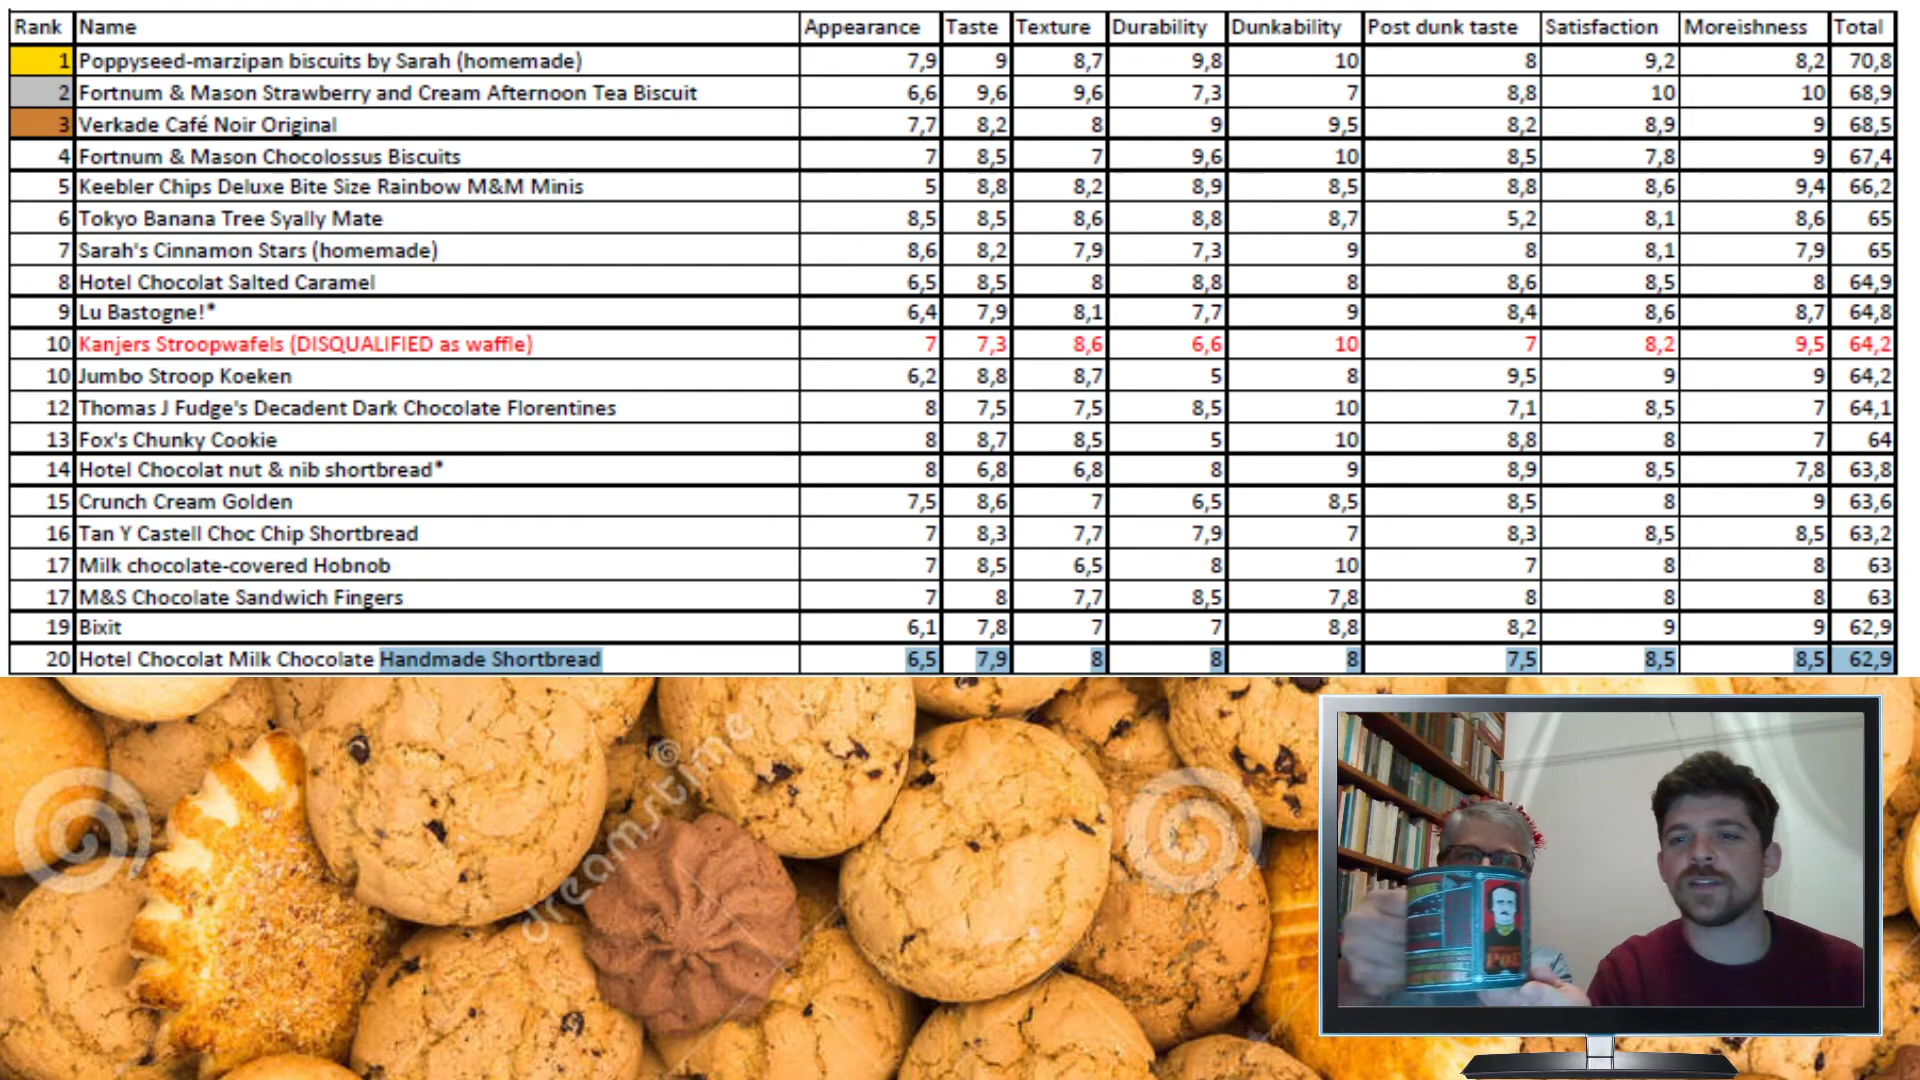 Rank Name Appearance Taste Texture Durability Dunkability Post dunk taste Satisfaction Moreishness Total
1 Poppyseed-marzipan biscuits by Sarah (homemade) 7,9 9 8,7 9,8 10 8 9,2 8,2 70,8
2 Fortnum & Mason Strawberry and Cream Afternoon Tea Biscuit 6,6 9,6 9,6 7,3 7 8,8 10 10 68,9
3 Verkade Café Noir Original 7,7 8,2 8 9 9,5 8,2 8,9 9 68,5
4 Fortnum & Mason Chocolossus Biscuits 7 8,5 7 9,6 10 8,5 7,8 9 67,4
5 Keebler Chips Deluxe Bite Size Rainbow M&M Minis 5 8,8 8,2 8,9 8,5 8,8 8,6 9,4 66,2
6 Tokyo Banana Tree Syally Mate 8,5 8,5 8,6 8,8 8,7 5,2 8,1 8,6 65
7 Sarah's Cinnamon Stars (homemade) 8,6 8,2 7,9 7,3 9 8 8,1 7,9 65
8 Hotel Chocolat Salted Caramel 6,5 8,5 8 8,8 8 8,6 8,5 8 64,9
9 Lu Bastogne!* 6,4 7,9 8,1 7,7 9 8,4 8,6 8,7 64,8
10 Kanjers Stroopwafels (DISQUALIFIED as waffle) 7 7,3 8,6 6,6 10 7 8,2 9,5 64,2
10 Jumbo Stroop Koeken 6,2 8,8 8,7 5 8 9,5 9 9 64,2
12 Thomas J Fudge's Decadent Dark Chocolate Florentines 8 7,5 7,5 8,5 10 7,1 8,5 7 64,1
13 Fox's Chunky Cookie 8 8,7 8,5 5 10 8,8 8 7 64
14 Hotel Chocolat nut & nib shortbread* 8 6,8 6,8 8 9 8,9 8,5 7,8 63,8
15 Crunch Cream Golden 7,5 8,6 7 6,5 8,5 8,5 8 9 63,6
16 Tan Y Castell Choc Chip Shortbread 7 8,3 7,7 7,9 7 8,3 8,5 8,5 63,2
17 Milk chocolate-covered Hobnob 7 8,5 6,5 8 10 7 8 8 63
17 M&S Chocolate Sandwich Fingers 7 8 7,7 8,5 7,8 8 8 8 63
19 Bixit 6,1 7,8 7 7 8,8 8,2 9 9 62,9
20 Hotel Chocolat Milk Chocolate Handmade Shortbread 6,5 7,9 8 8 8 7,5 8,5 8,5 62,9
dreamstime
POE